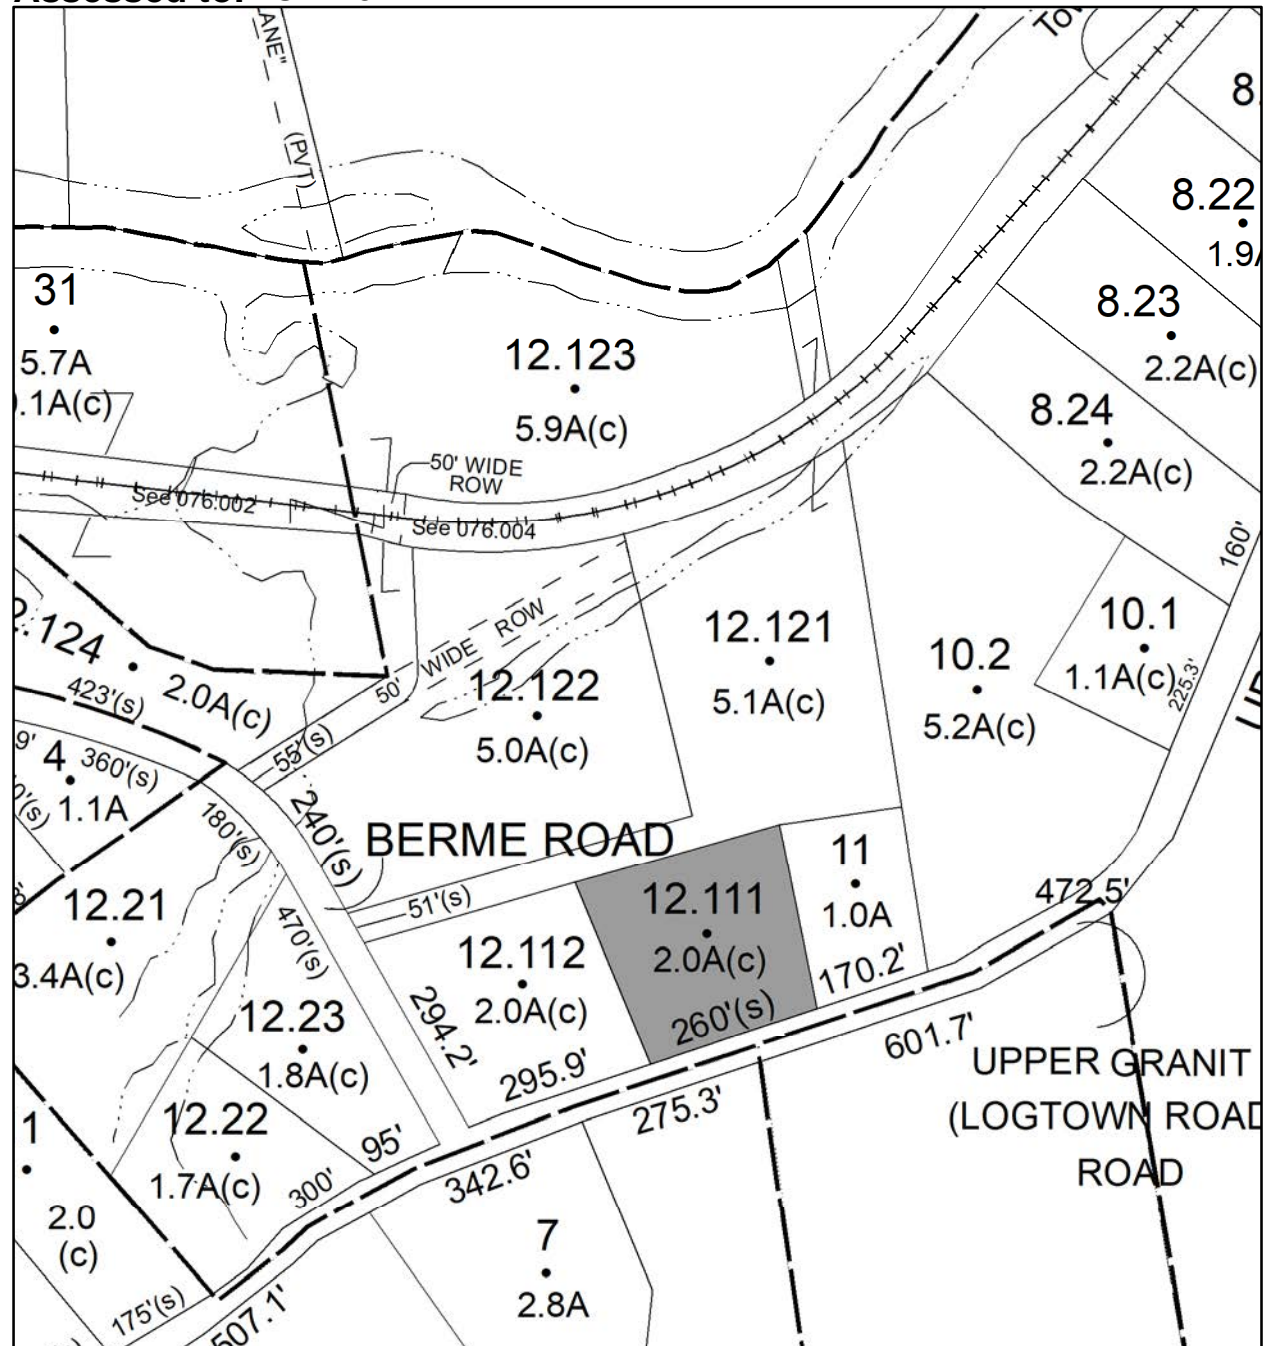 LANE"
(PVT)
8.22
1.9A
31
5.7A
.1A(c)
12.123
5.9A(c)
8.23
2.2A(c)
8.24
2.2A(c)
50' WIDE
ROW
See 076.002
See 076.004
160'
10.1
1.1A(c)
225.3'
12.121
5.1A(c)
10.2
5.2A(c)
50' WIDE ROW
12.122
5.0A(c)
2.124
2.0A(c)
423'(s)
55'(s)
9'
4
360'(s)
0'(s)
1.1A
180'(s)
240'(s)
BERME ROAD
11
1.0A
170.2'
472.5'
12.111
2.0A(c)
260'(s)
51'(s)
12.21
3.4A(c)
470'(s)
12.112
2.0A(c)
294.2'
295.9'
12.23
1.8A(c)
601.7'
275.3'
UPPER GRANIT
(LOGTOWN ROAD
ROAD
1
2.0
(c)
12.22
1.7A(c)
95'
300'
342.6'
7
2.8A
175'(s)
507.1'